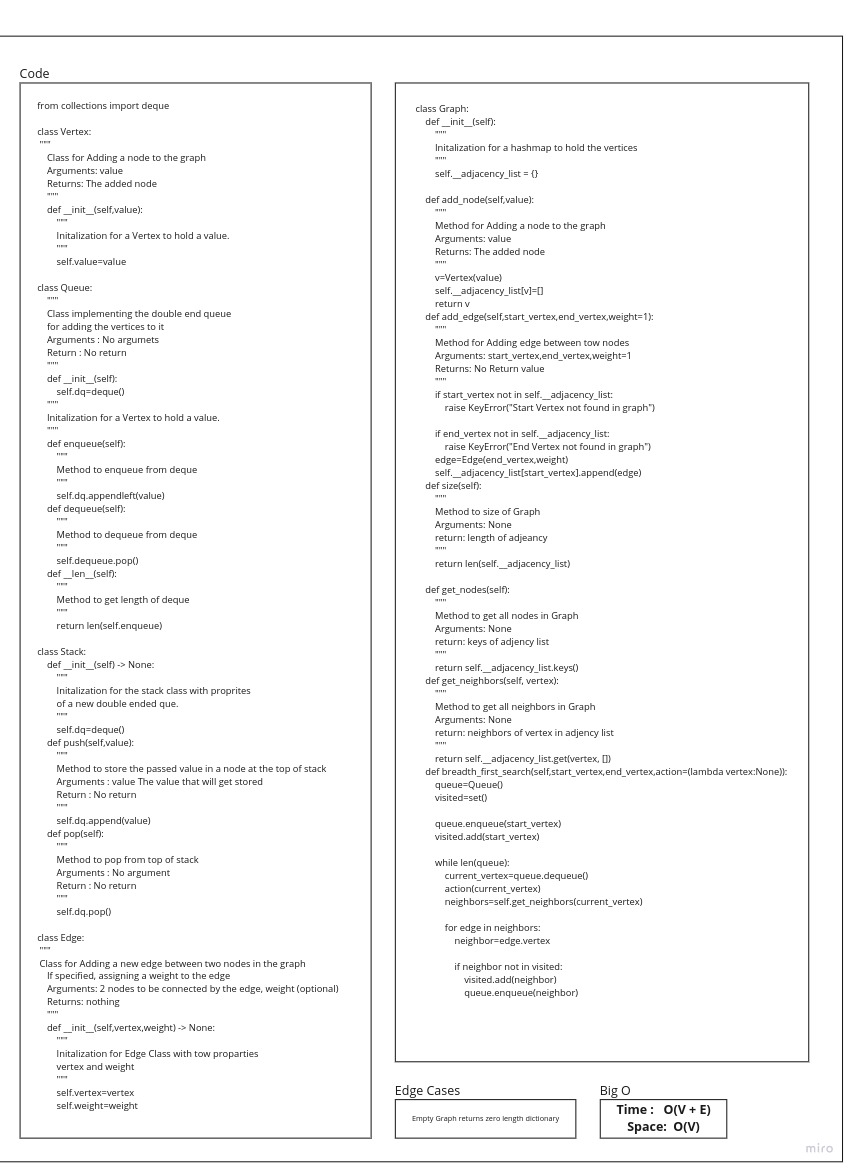 Code
from collections import deque
class Vertex:
"""
Class for Adding a node to the graph
Arguments: value
Returns: The added node
"""
def __init__(self,value):
"""
Initalization for a Vertex to hold a value.
"""
self.value=value
class Queue:
"""
Class implementing the double end queue
for adding the vertices to it
Arguments : No argumets
Return : No return
"""
def __init__(self):
self.dq=deque()
"""
Initalization for a Vertex to hold a value.
"""
def enqueue(self):
"""
Method to enqueue from deque
"""
self.dq.appendleft(value)
def dequeue(self):
"""
Method to dequeue from deque
"""
self.dequeue.pop()
def __len__(self):
"""
Method to get length of deque
"""
return len(self.enqueue)
class Stack:
def __init__(self) -> None:
"""
Initalization for the stack class with proprites
of a new double ended que.
"""
self.dq=deque()
def push(self,value):
"""
Method to store the passed value in a node at the top of stack
Arguments : value The value that will get stored
Return : No return
"""
self.dq.append(value)
def pop(self):
"""
Method to pop from top of stack
Arguments : No argument
Return : No return
"""
self.dq.pop()
class Edge:
"""
Class for Adding a new edge between two nodes in the graph
If specified, assigning a weight to the edge
Arguments: 2 nodes to be connected by the edge, weight (optional)
Returns: nothing
"""
def __init__(self,vertex,weight) -> None:
"""
Initalization for Edge Class with tow proparties
vertex and weight
"""
self.vertex=vertex
self.weight=weight
class Graph:
def __init__(self):
"""
Initalization for a hashmap to hold the vertices
"""
self.__adjacency_list = {}
def add_node(self,value):
"""
Method for Adding a node to the graph
Arguments: value
Returns: The added node
"""
v=Vertex(value)
self.__adjacency_list[v]=[]
return v
def add_edge(self,start_vertex,end_vertex,weight=1):
"""
Method for Adding edge between tow nodes
Arguments: start_vertex,end_vertex,weight=1
Returns: No Return value
"""
if start_vertex not in self.__adjacency_list:
raise KeyError("Start Vertex not found in graph")
if end_vertex not in self.__adjacency_list:
raise KeyError("End Vertex not found in graph")
edge=Edge(end_vertex,weight)
self.__adjacency_list[start_vertex].append(edge)
def size(self):
"""
Method to size of Graph
Arguments: None
return: length of adjeancy
"""
return len(self.__adjacency_list)
def get_nodes(self):
"""
Method to get all nodes in Graph
Arguments: None
return: keys of adjency list
"""
return self.__adjacency_list.keys()
def get_neighbors(self, vertex):
"""
Method to get all neighbors in Graph
Arguments: None
return: neighbors of vertex in adjency list
"""
return self.__adjacency_list.get(vertex, [])
def breadth_first_search(self,start_vertex,end_vertex,action=(lambda vertex:None)):
queue=Queue()
visited=set()
queue.enqueue(start_vertex)
visited.add(start_vertex)
while len(queue):
current_vertex=queue.dequeue()
action(current_vertex)
neighbors=self.get_neighbors(current_vertex)
for edge in neighbors:
neighbor=edge.vertex
if neighbor not in visited:
visited.add(neighbor)
queue.enqueue(neighbor)
Edge Cases
Empty Graph returns zero length dictionary
Big O
Time : O(V + E)
Space: O(V)
miro